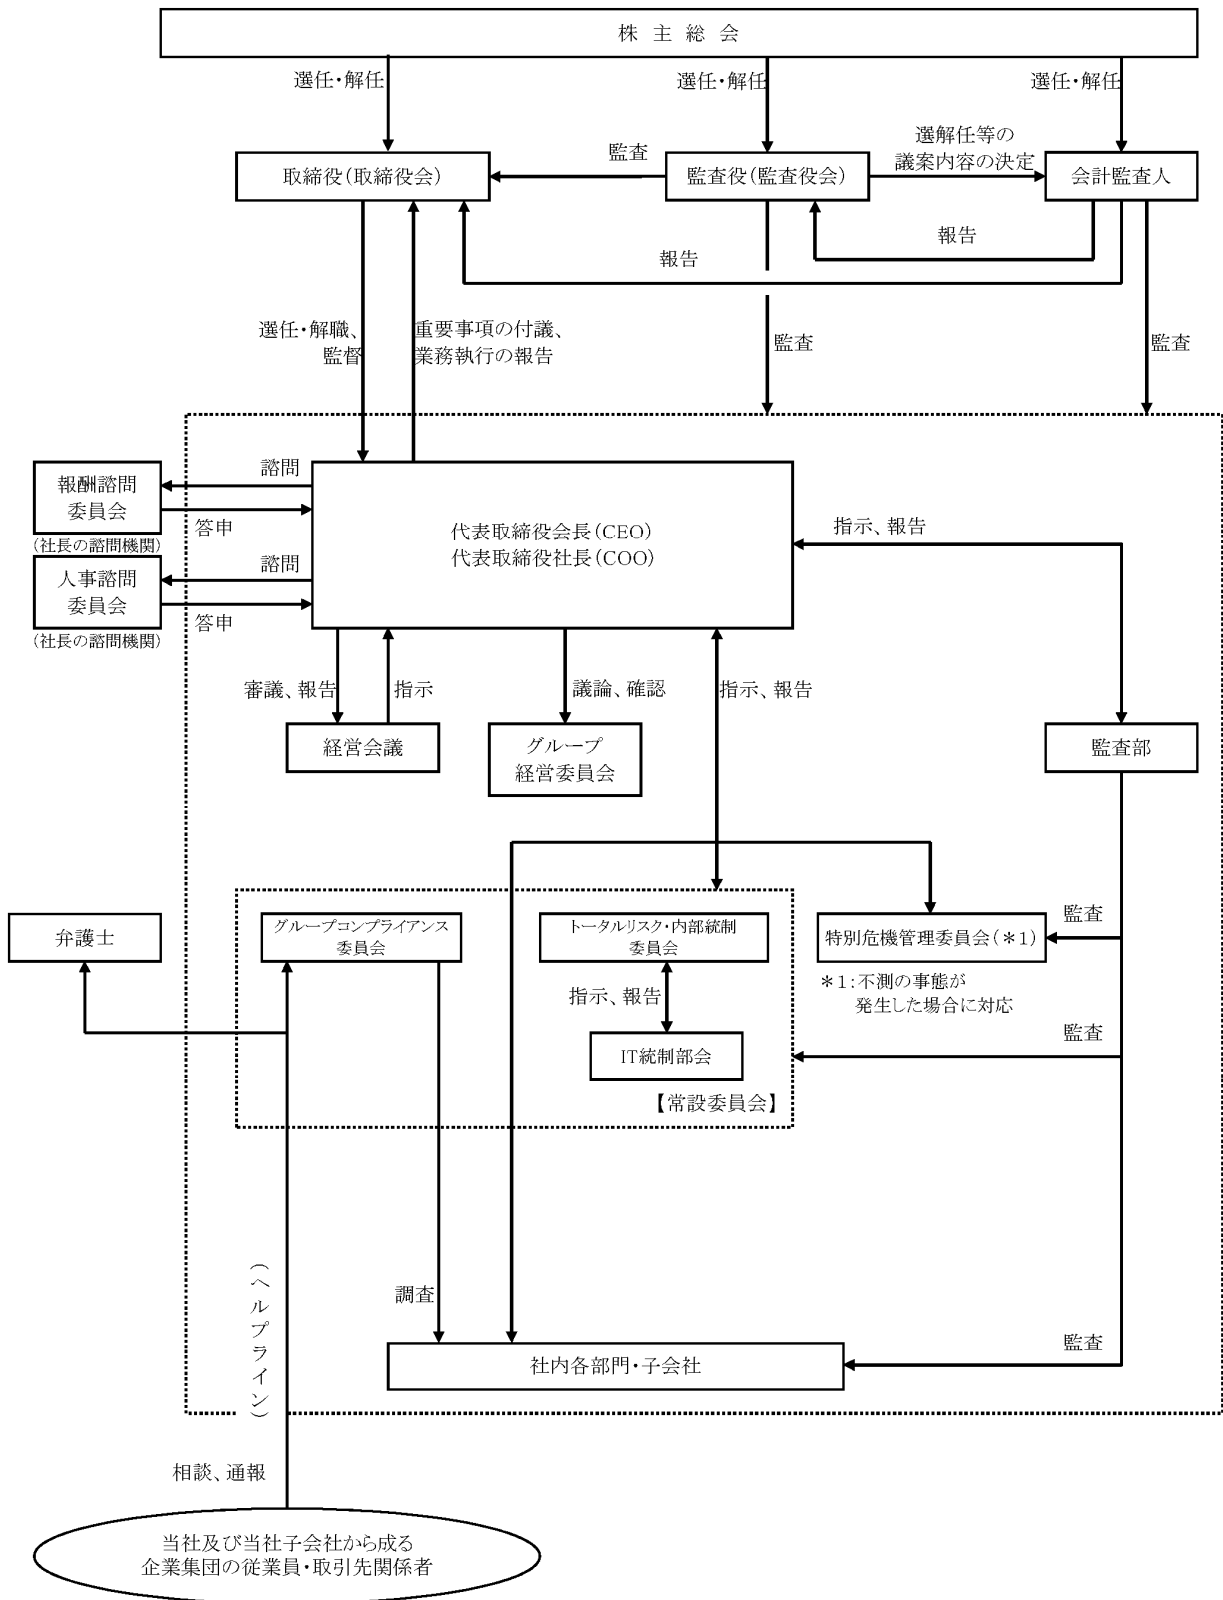 株 主 総 会
選任・解任
選任・解任
選任・解任
取締役（取締役会）
監査
監査役（監査役会）
選解任等の
議案内容の決定
会計監査人
報告
報告
選任・解職、
監督
重要事項の付議、
業務執行の報告
監査
監査
報酬諮問
委員会
（社長の諮問機関）
諮問
答申
人事諮問
委員会
（社長の諮問機関）
諮問
答申
代表取締役会長（CEO）
代表取締役社長（COO）
指示、報告
審議、報告
指示
議論、確認
指示、報告
経営会議
グループ
経営委員会
監査部
弁護士
グループコンプライアンス
委員会
トータルリスク・内部統制
委員会
特別危機管理委員会（＊1）
監査
＊1：不測の事態が
発生した場合に対応
指示、報告
IT統制部会
監査
【常設委員会】
（ヘルプライン）
調査
社内各部門・子会社
監査
相談、通報
当社及び当社子会社から成る
企業集団の従業員・取引先関係者